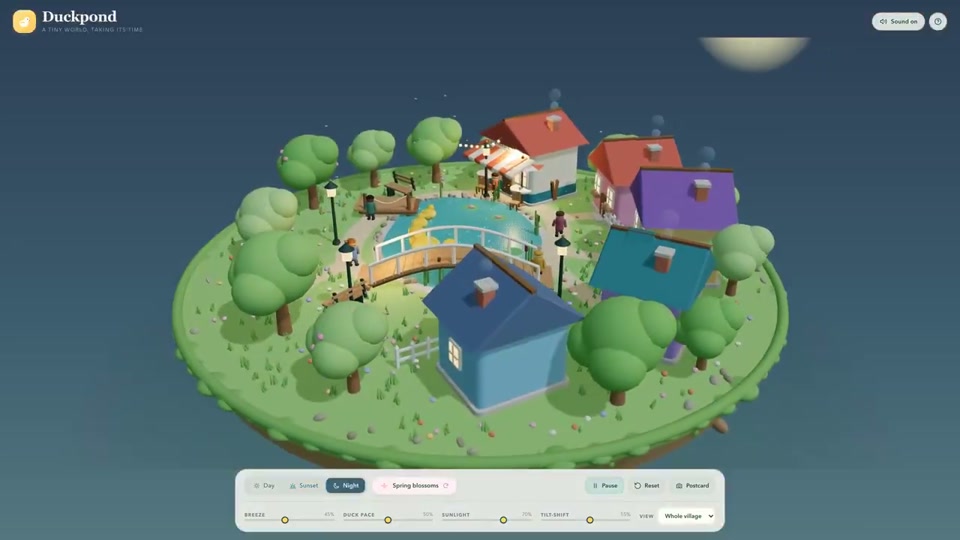 Duckpond
A TINY WORLD, TAKING ITS TIME
Sound on
Day
Sunset
Night
Spring blossoms
Pause
Reset
Postcard
BREEZE 45%
DUCK PACE 50%
SUNLIGHT 70%
TILT-SHIFT 55%
VIEW
Whole village